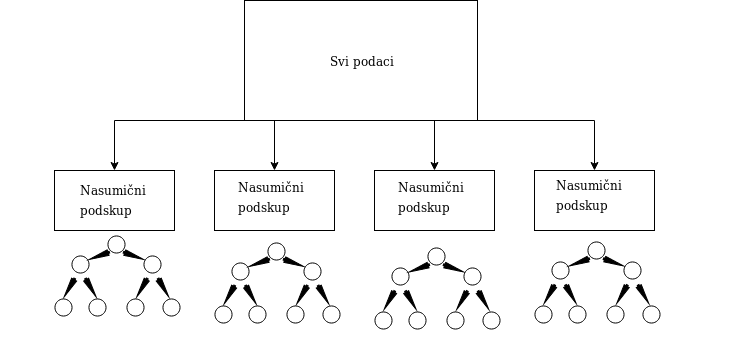 Svi podaci
Nasumični
podskup
Nasumični
podskup
Nasumični
podskup
Nasumični
podskup